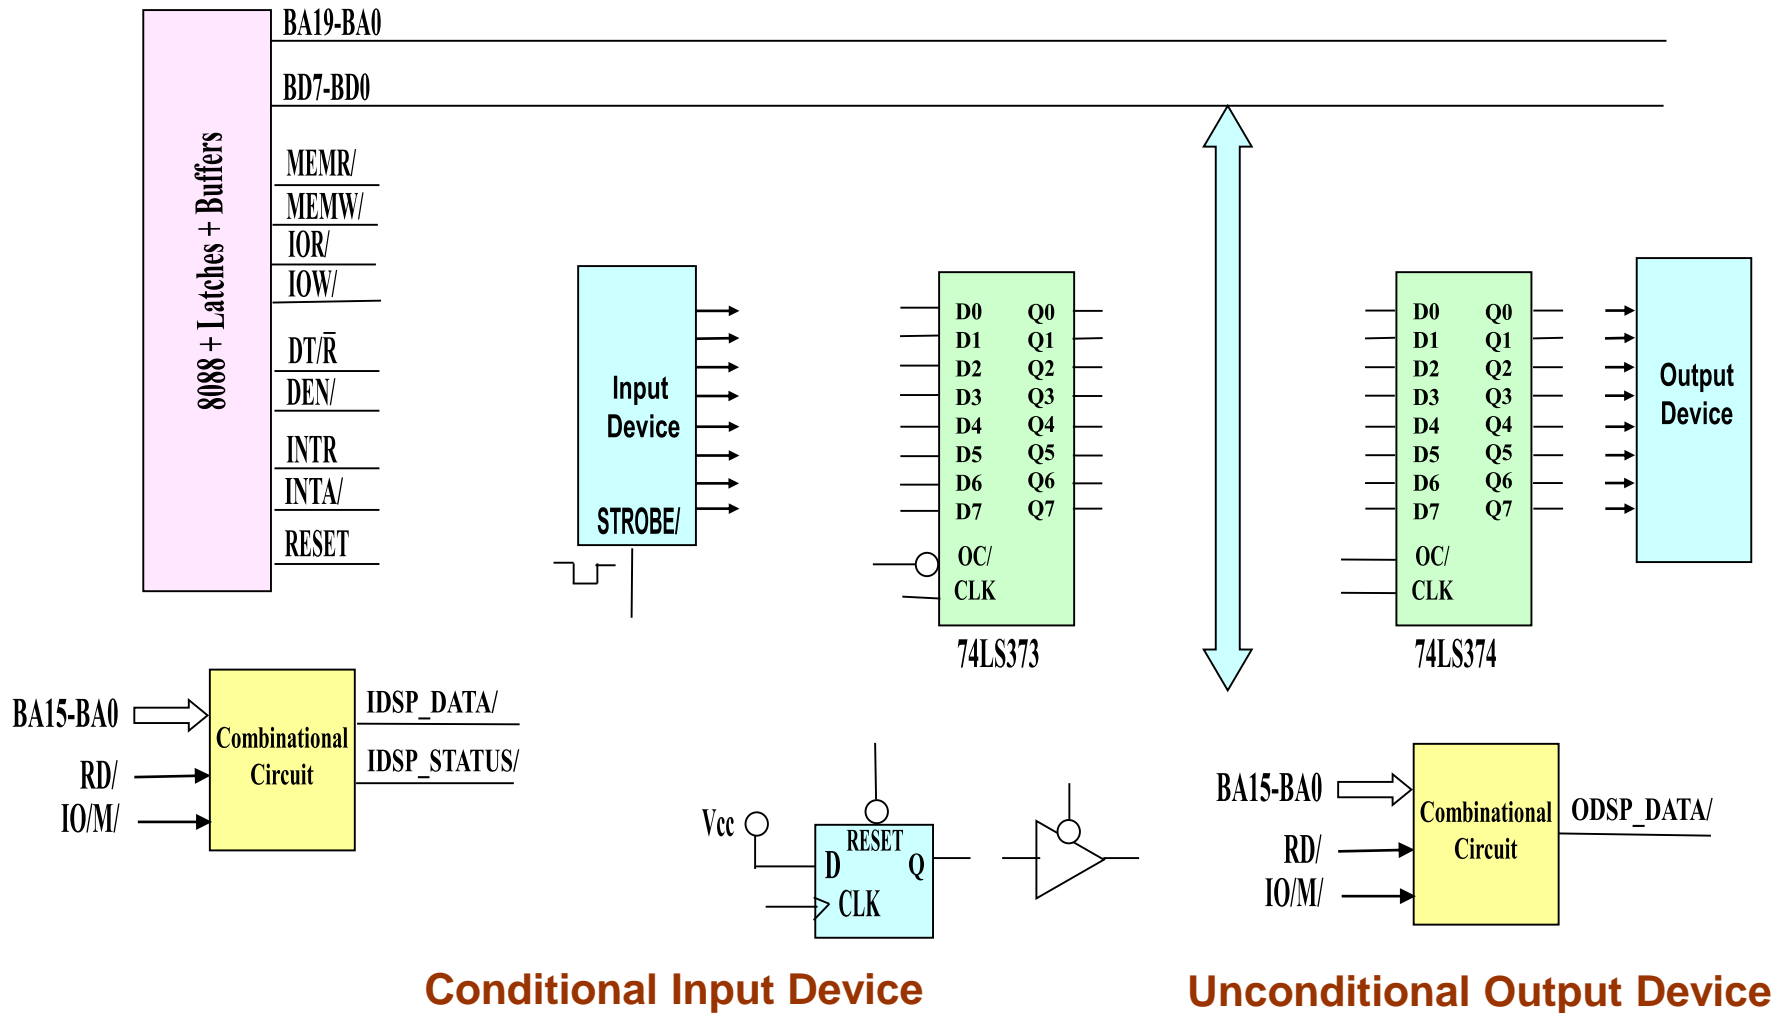 BA19-BA0
BD7-BD0
8088 + Latches + Buffers
MEMR/
MEMW/
IOR/
IOW/
DT/R̅
DEN/
INTR
INTA/
RESET
Input
Device
STROBE/
D0 Q0
D1 Q1
D2 Q2
D3 Q3
D4 Q4
D5 Q5
D6 Q6
D7 Q7
OC/
CLK
74LS373
D0 Q0
D1 Q1
D2 Q2
D3 Q3
D4 Q4
D5 Q5
D6 Q6
D7 Q7
OC/
CLK
74LS374
Output
Device
BA15-BA0
RD/
IO/M/
Combinational
Circuit
IDSP_DATA/
IDSP_STATUS/
Vcc
RESET
D Q
CLK
BA15-BA0
RD/
IO/M/
Combinational
Circuit
ODSP_DATA/
Conditional Input Device
Unconditional Output Device